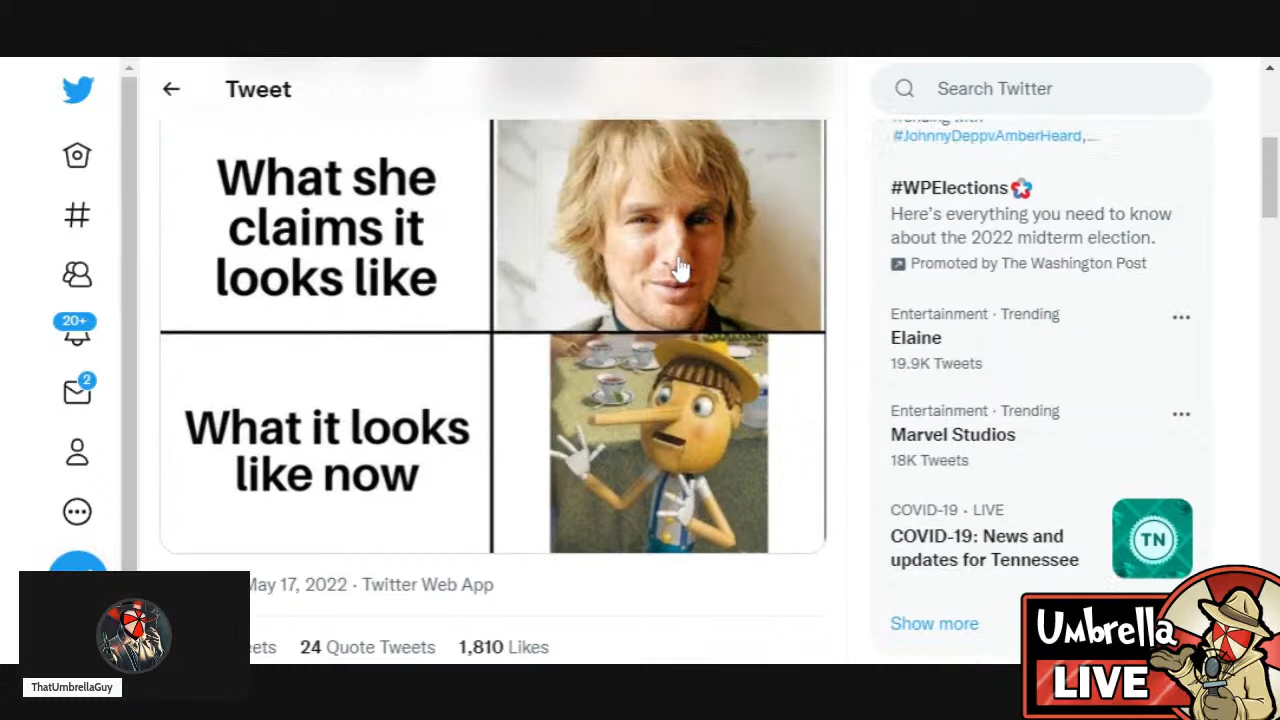 Tweet
Search Twitter
#JohnnyDeppvAmberHeard,...
What she
claims it
looks like
#WPElections
Here's everything you need to know
about the 2022 midterm election.
Promoted by The Washington Post
Entertainment · Trending
Elaine
19.9K Tweets
20+
2
What it looks
like now
Entertainment · Trending
Marvel Studios
18K Tweets
COVID-19 · LIVE
COVID-19: News and
updates for Tennessee
TN
May 17, 2022 · Twitter Web App
24 Quote Tweets 1,810 Likes
Show more
ThatUmbrellaGuy
Umbrella
LIVE